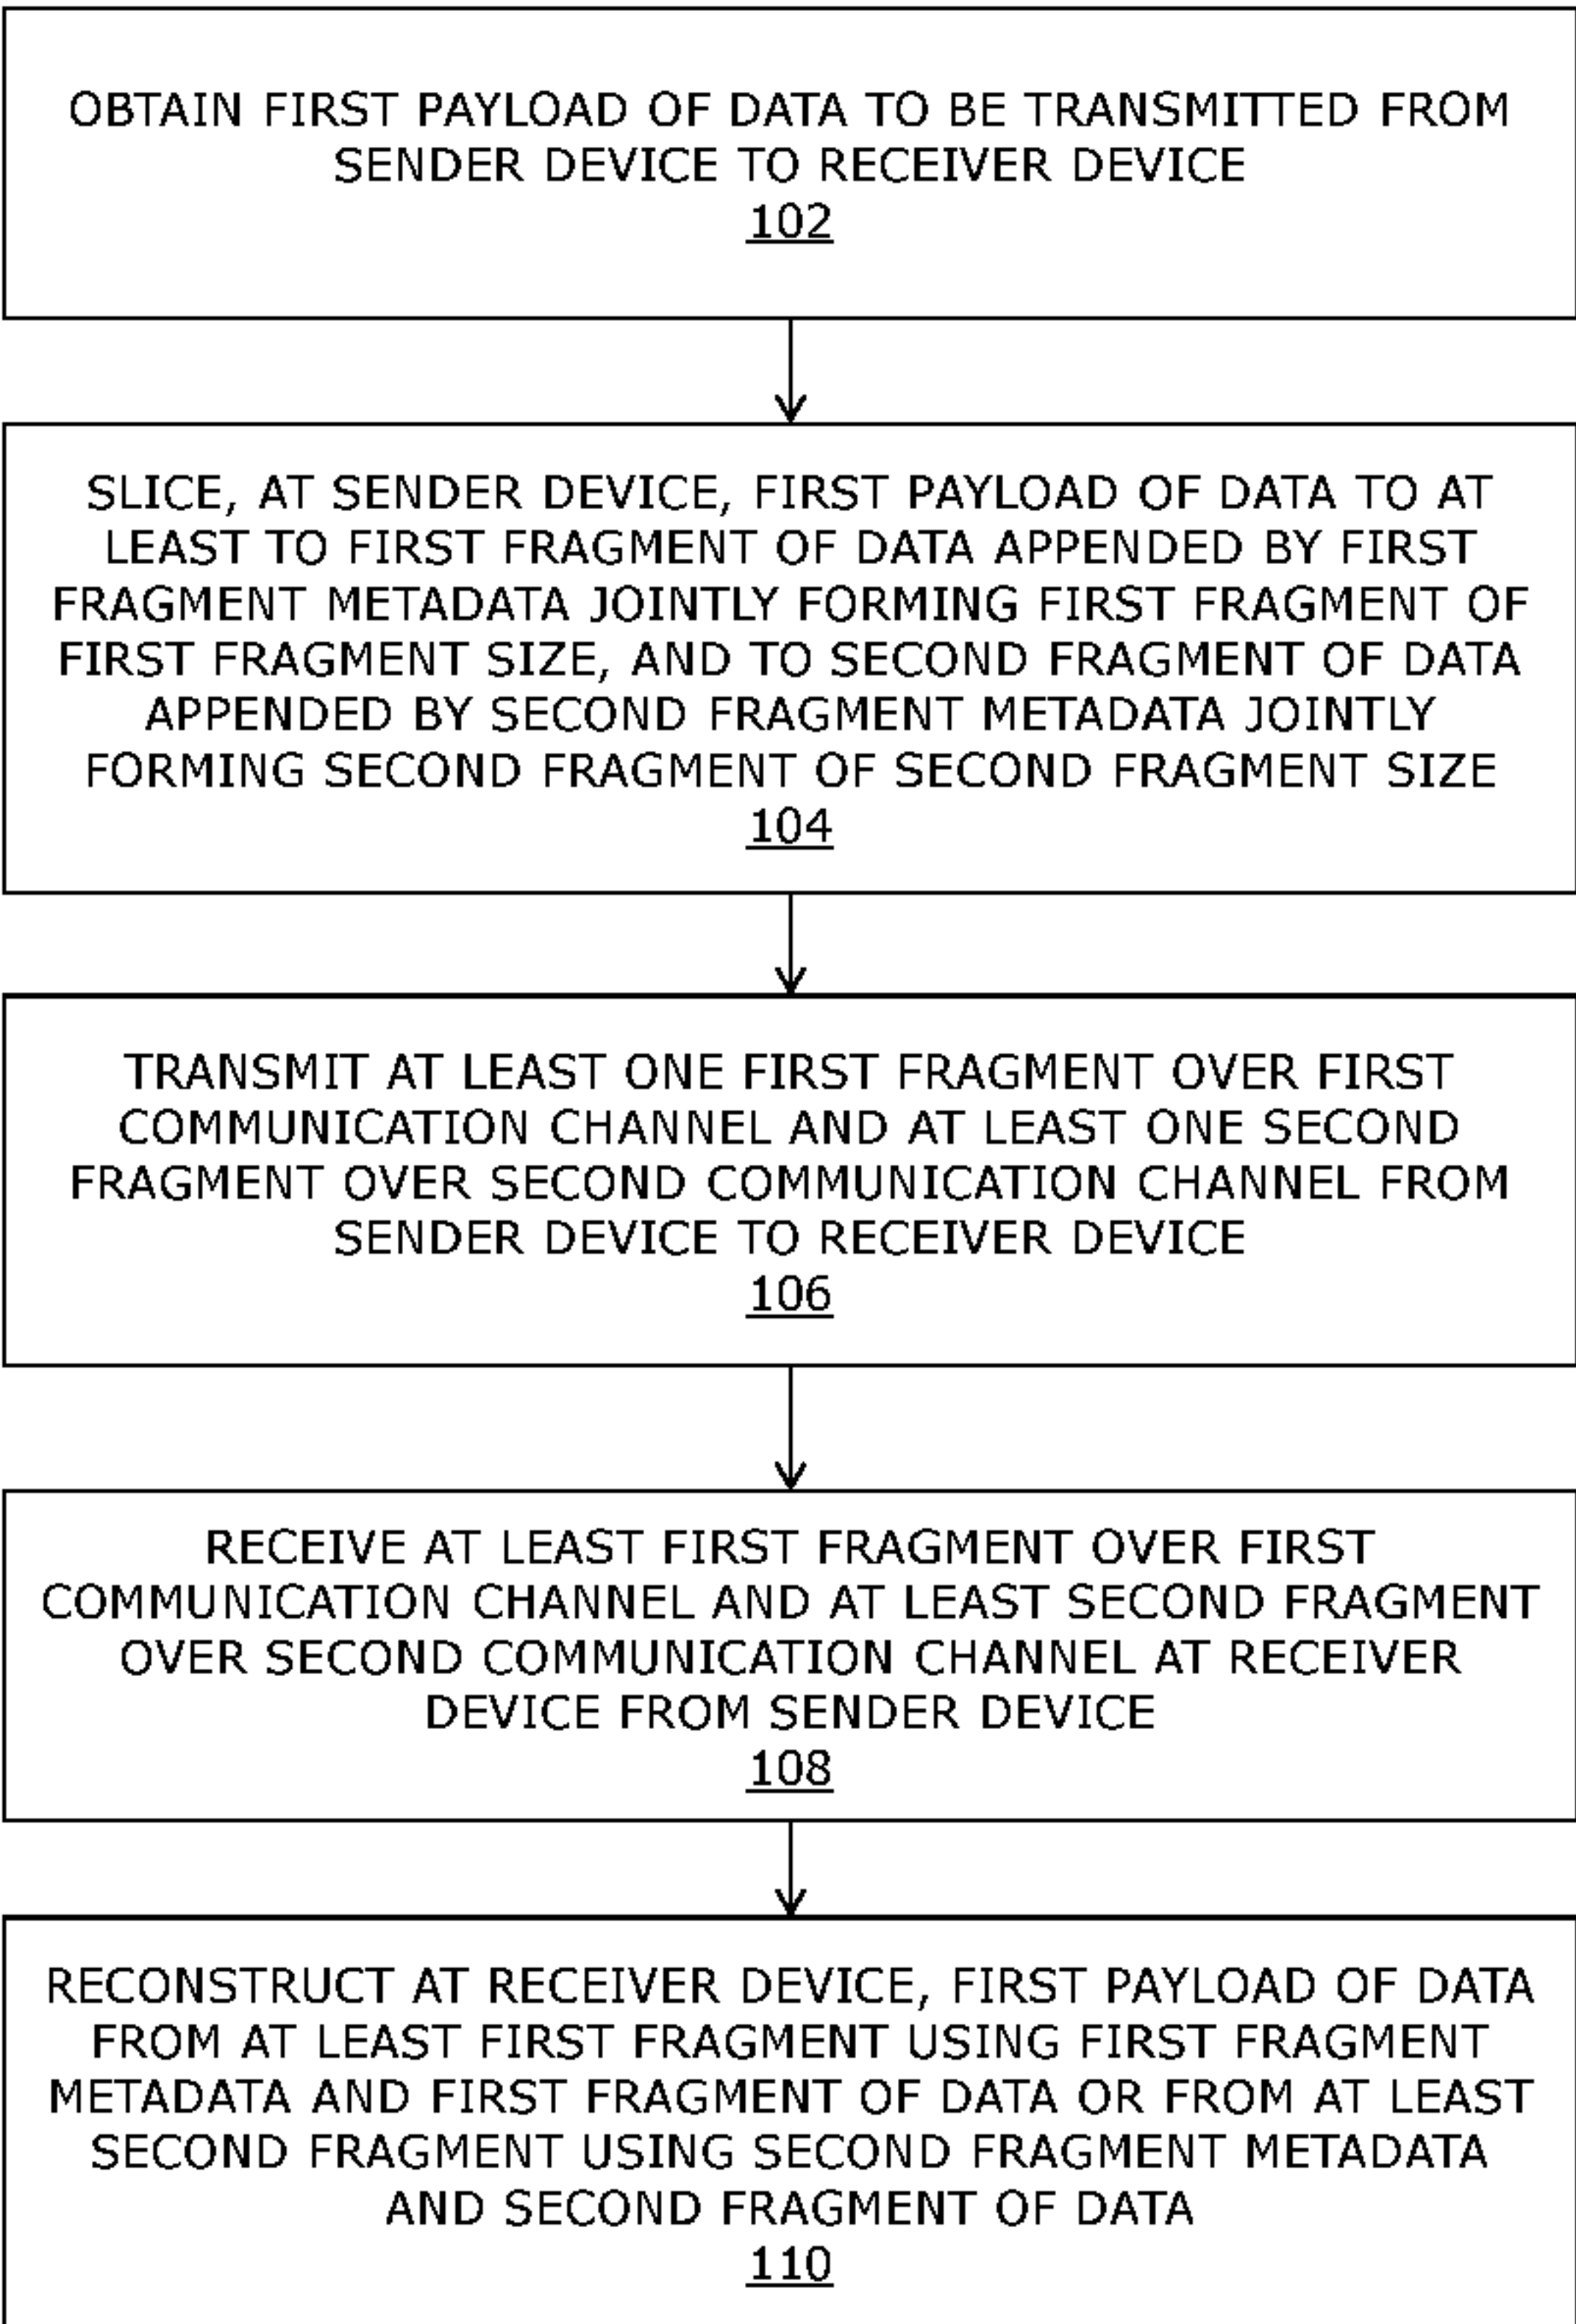 OBTAIN FIRST PAYLOAD OF DATA TO BE TRANSMITTED FROM
SENDER DEVICE TO RECEIVER DEVICE
102
SLICE, AT SENDER DEVICE, FIRST PAYLOAD OF DATA TO AT
LEAST TO FIRST FRAGMENT OF DATA APPENDED BY FIRST
FRAGMENT METADATA JOINTLY FORMING FIRST FRAGMENT OF
FIRST FRAGMENT SIZE, AND TO SECOND FRAGMENT OF DATA
APPENDED BY SECOND FRAGMENT METADATA JOINTLY
FORMING SECOND FRAGMENT OF SECOND FRAGMENT SIZE
104
TRANSMIT AT LEAST ONE FIRST FRAGMENT OVER FIRST
COMMUNICATION CHANNEL AND AT LEAST ONE SECOND
FRAGMENT OVER SECOND COMMUNICATION CHANNEL FROM
SENDER DEVICE TO RECEIVER DEVICE
106
RECEIVE AT LEAST FIRST FRAGMENT OVER FIRST
COMMUNICATION CHANNEL AND AT LEAST SECOND FRAGMENT
OVER SECOND COMMUNICATION CHANNEL AT RECEIVER
DEVICE FROM SENDER DEVICE
108
RECONSTRUCT AT RECEIVER DEVICE, FIRST PAYLOAD OF DATA
FROM AT LEAST FIRST FRAGMENT USING FIRST FRAGMENT
METADATA AND FIRST FRAGMENT OF DATA OR FROM AT LEAST
SECOND FRAGMENT USING SECOND FRAGMENT METADATA
AND SECOND FRAGMENT OF DATA
110